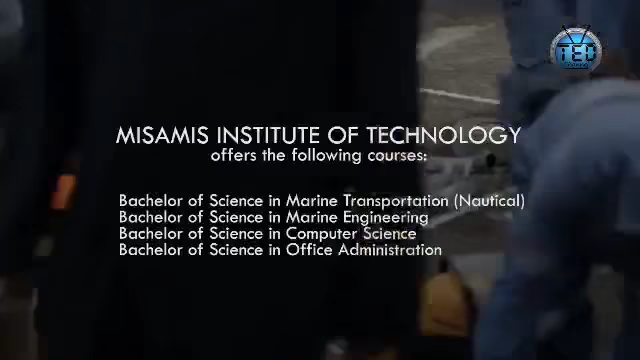 MISAMIS INSTITUTE OF TECHNOLOGY
offers the following courses:
Bachelor of Science in Marine Transportation (Nautical)
Bachelor of Science in Marine Engineering
Bachelor of Science in Computer Science
Bachelor of Science in Office Administration